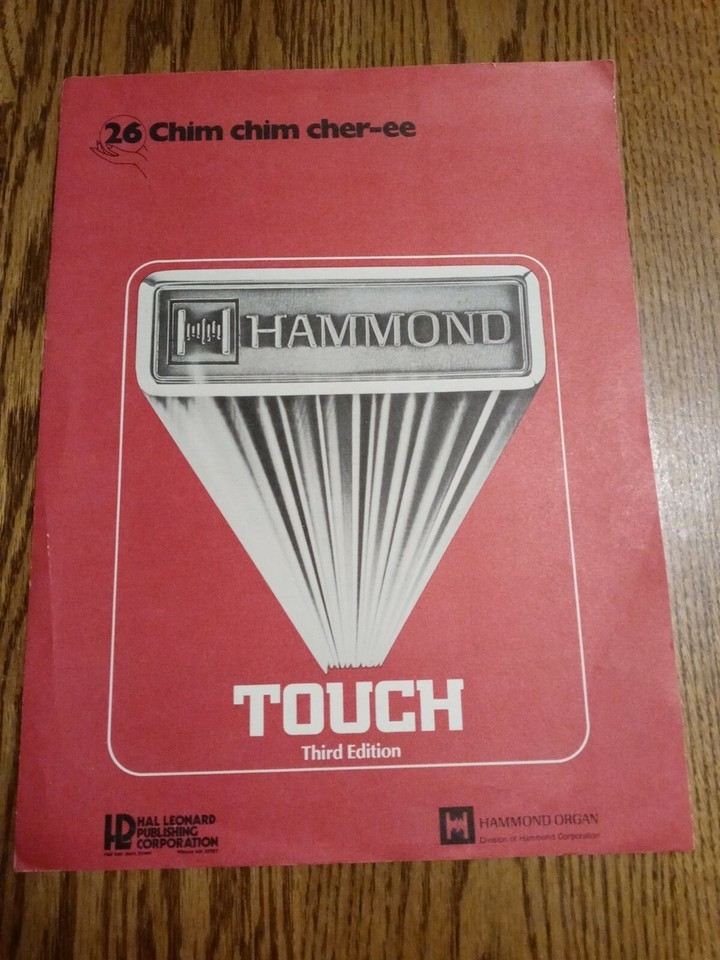 26 Chim chim cher-ee
HAMMOND
TOUCH
Third Edition
HAL LEONARD
PUBLISHING
CORPORATION
HAMMOND ORGAN
Division of Hammond Corporation